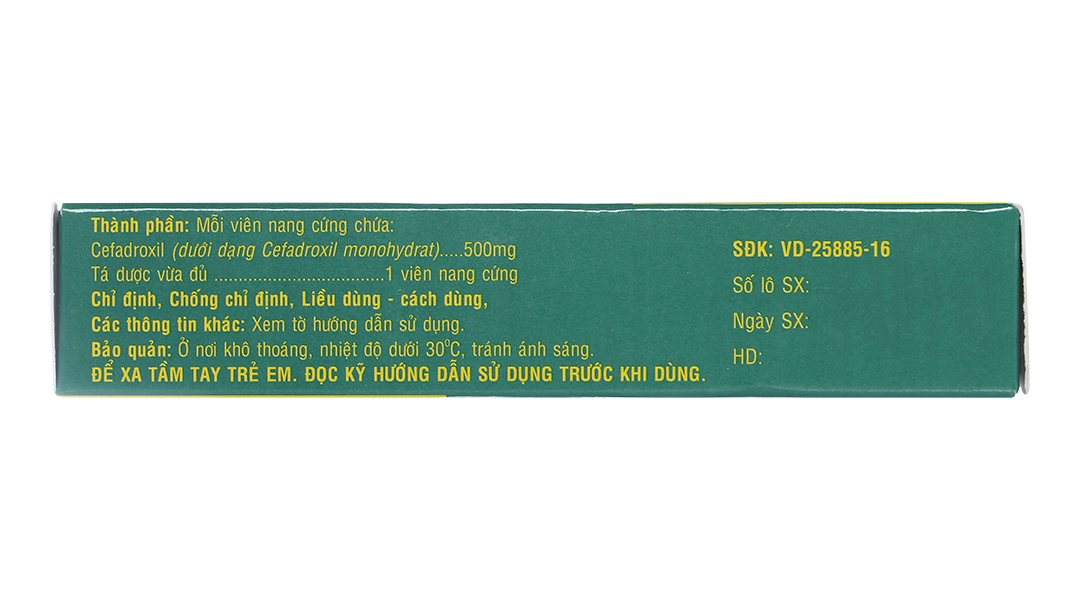 Thành phần: Mỗi viên nang cứng chứa:
Cefadroxil (dưới dạng Cefadroxil monohydrat).....500mg
Tá dược vừa đủ ...................................1 viên nang cứng
Chỉ định, Chống chỉ định, Liều dùng - cách dùng,
Các thông tin khác: Xem tờ hướng dẫn sử dụng.
Bảo quản: Ở nơi khô thoáng, nhiệt độ dưới 30⁰C, tránh ánh sáng.
ĐỂ XA TẦM TAY TRẺ EM. ĐỌC KỸ HƯỚNG DẪN SỬ DỤNG TRƯỚC KHI DÙNG.
SĐK: VD-25885-16
Số lô SX:
Ngày SX:
HD: